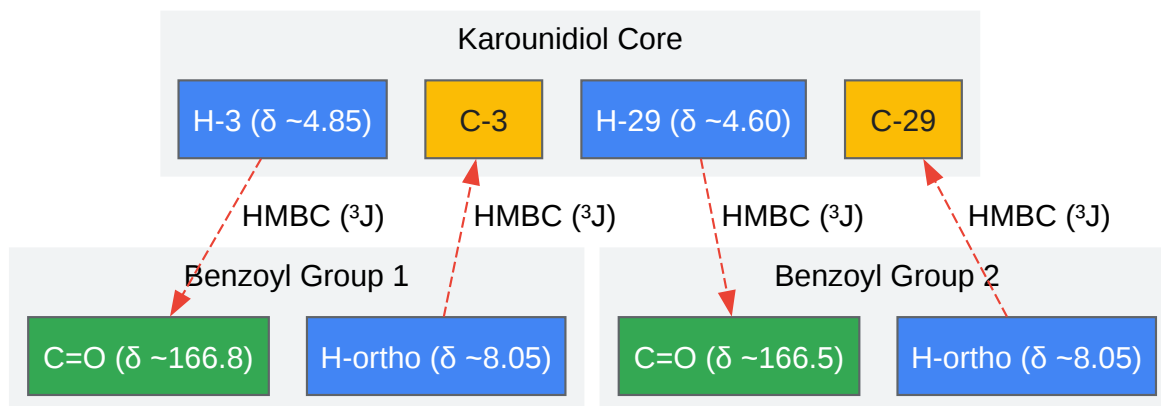 Karounidiol Core
H-3 (δ ~4.85)
C-3
H-29 (δ ~4.60)
C-29
HMBC (³J)
HMBC (³J)
HMBC (³J)
HMBC (³J)
Benzoyl Group 1
Benzoyl Group 2
C=O (δ ~166.8)
H-ortho (δ ~8.05)
C=O (δ ~166.5)
H-ortho (δ ~8.05)